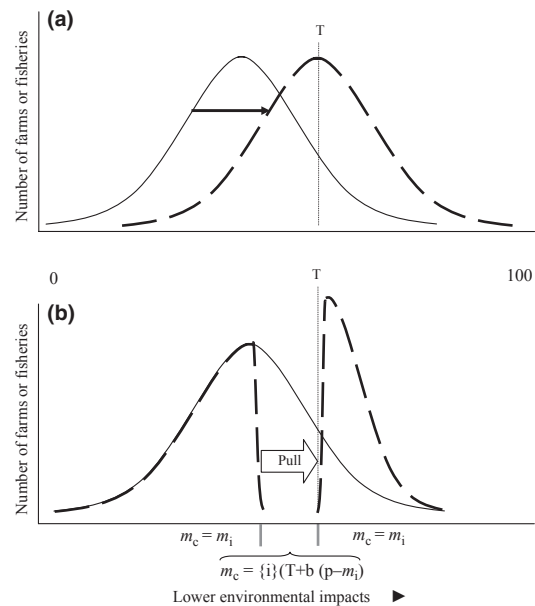 (a)
T
Number of farms or fisheries
0
T
100
(b)
Number of farms or fisheries
Pull
m_c = m_i
m_c = m_i
m_c = {i}(T+b (p–m_i)
Lower environmental impacts ►